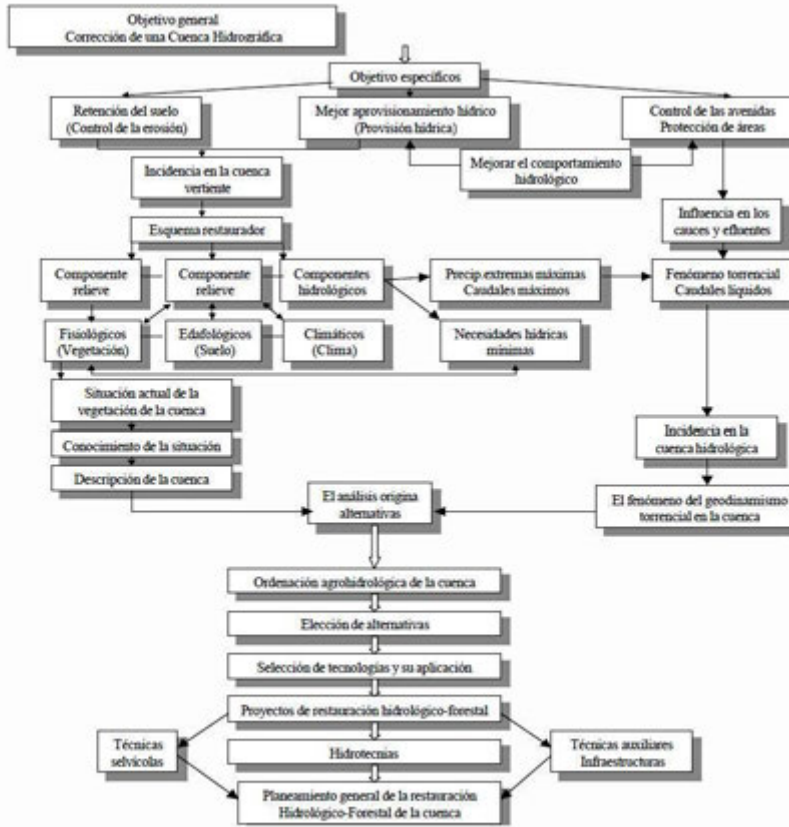 Objetivo general
Corrección de una Cuenca Hidrográfica
Objetivo específicos
Retención del suelo
(Control de la erosión)
Mejor aprovisionamiento hídrico
(Provisión hídrica)
Control de las avenidas
Protección de áreas
Incidencia en la cuenca
vertiente
Mejorar el comportamiento
hidrológico
Esquema restaurador
Influencia en los
cauces y efluentes
Componente
relieve
Componente
relieve
Componentes
hidrológicos
Precip extremas máximas
Caudales máximos
Fenómeno torrencial
Caudales líquidos
Fisiológicos
(Vegetación)
Edafológicos
(Suelo)
Climáticos
(Clima)
Necesidades hídricas
mínimas
Situación actual de la
vegetación de la cuenca
Conocimiento de la situación
Descripción de la cuenca
Incidencia en la
cuenca hidrológica
El análisis origina
alternativas
El fenómeno del geodinamismo
torrencial en la cuenca
Ordenación agrohidrológica de la cuenca
Elección de alternativas
Selección de tecnologías y su aplicación
Proyectos de restauración hidrológico-forestal
Técnicas
selvícolas
Hidrotecnias
Técnicas auxiliares
Infraestructuras
Planeamiento general de la restauración
Hidrológico-Forestal de la cuenca